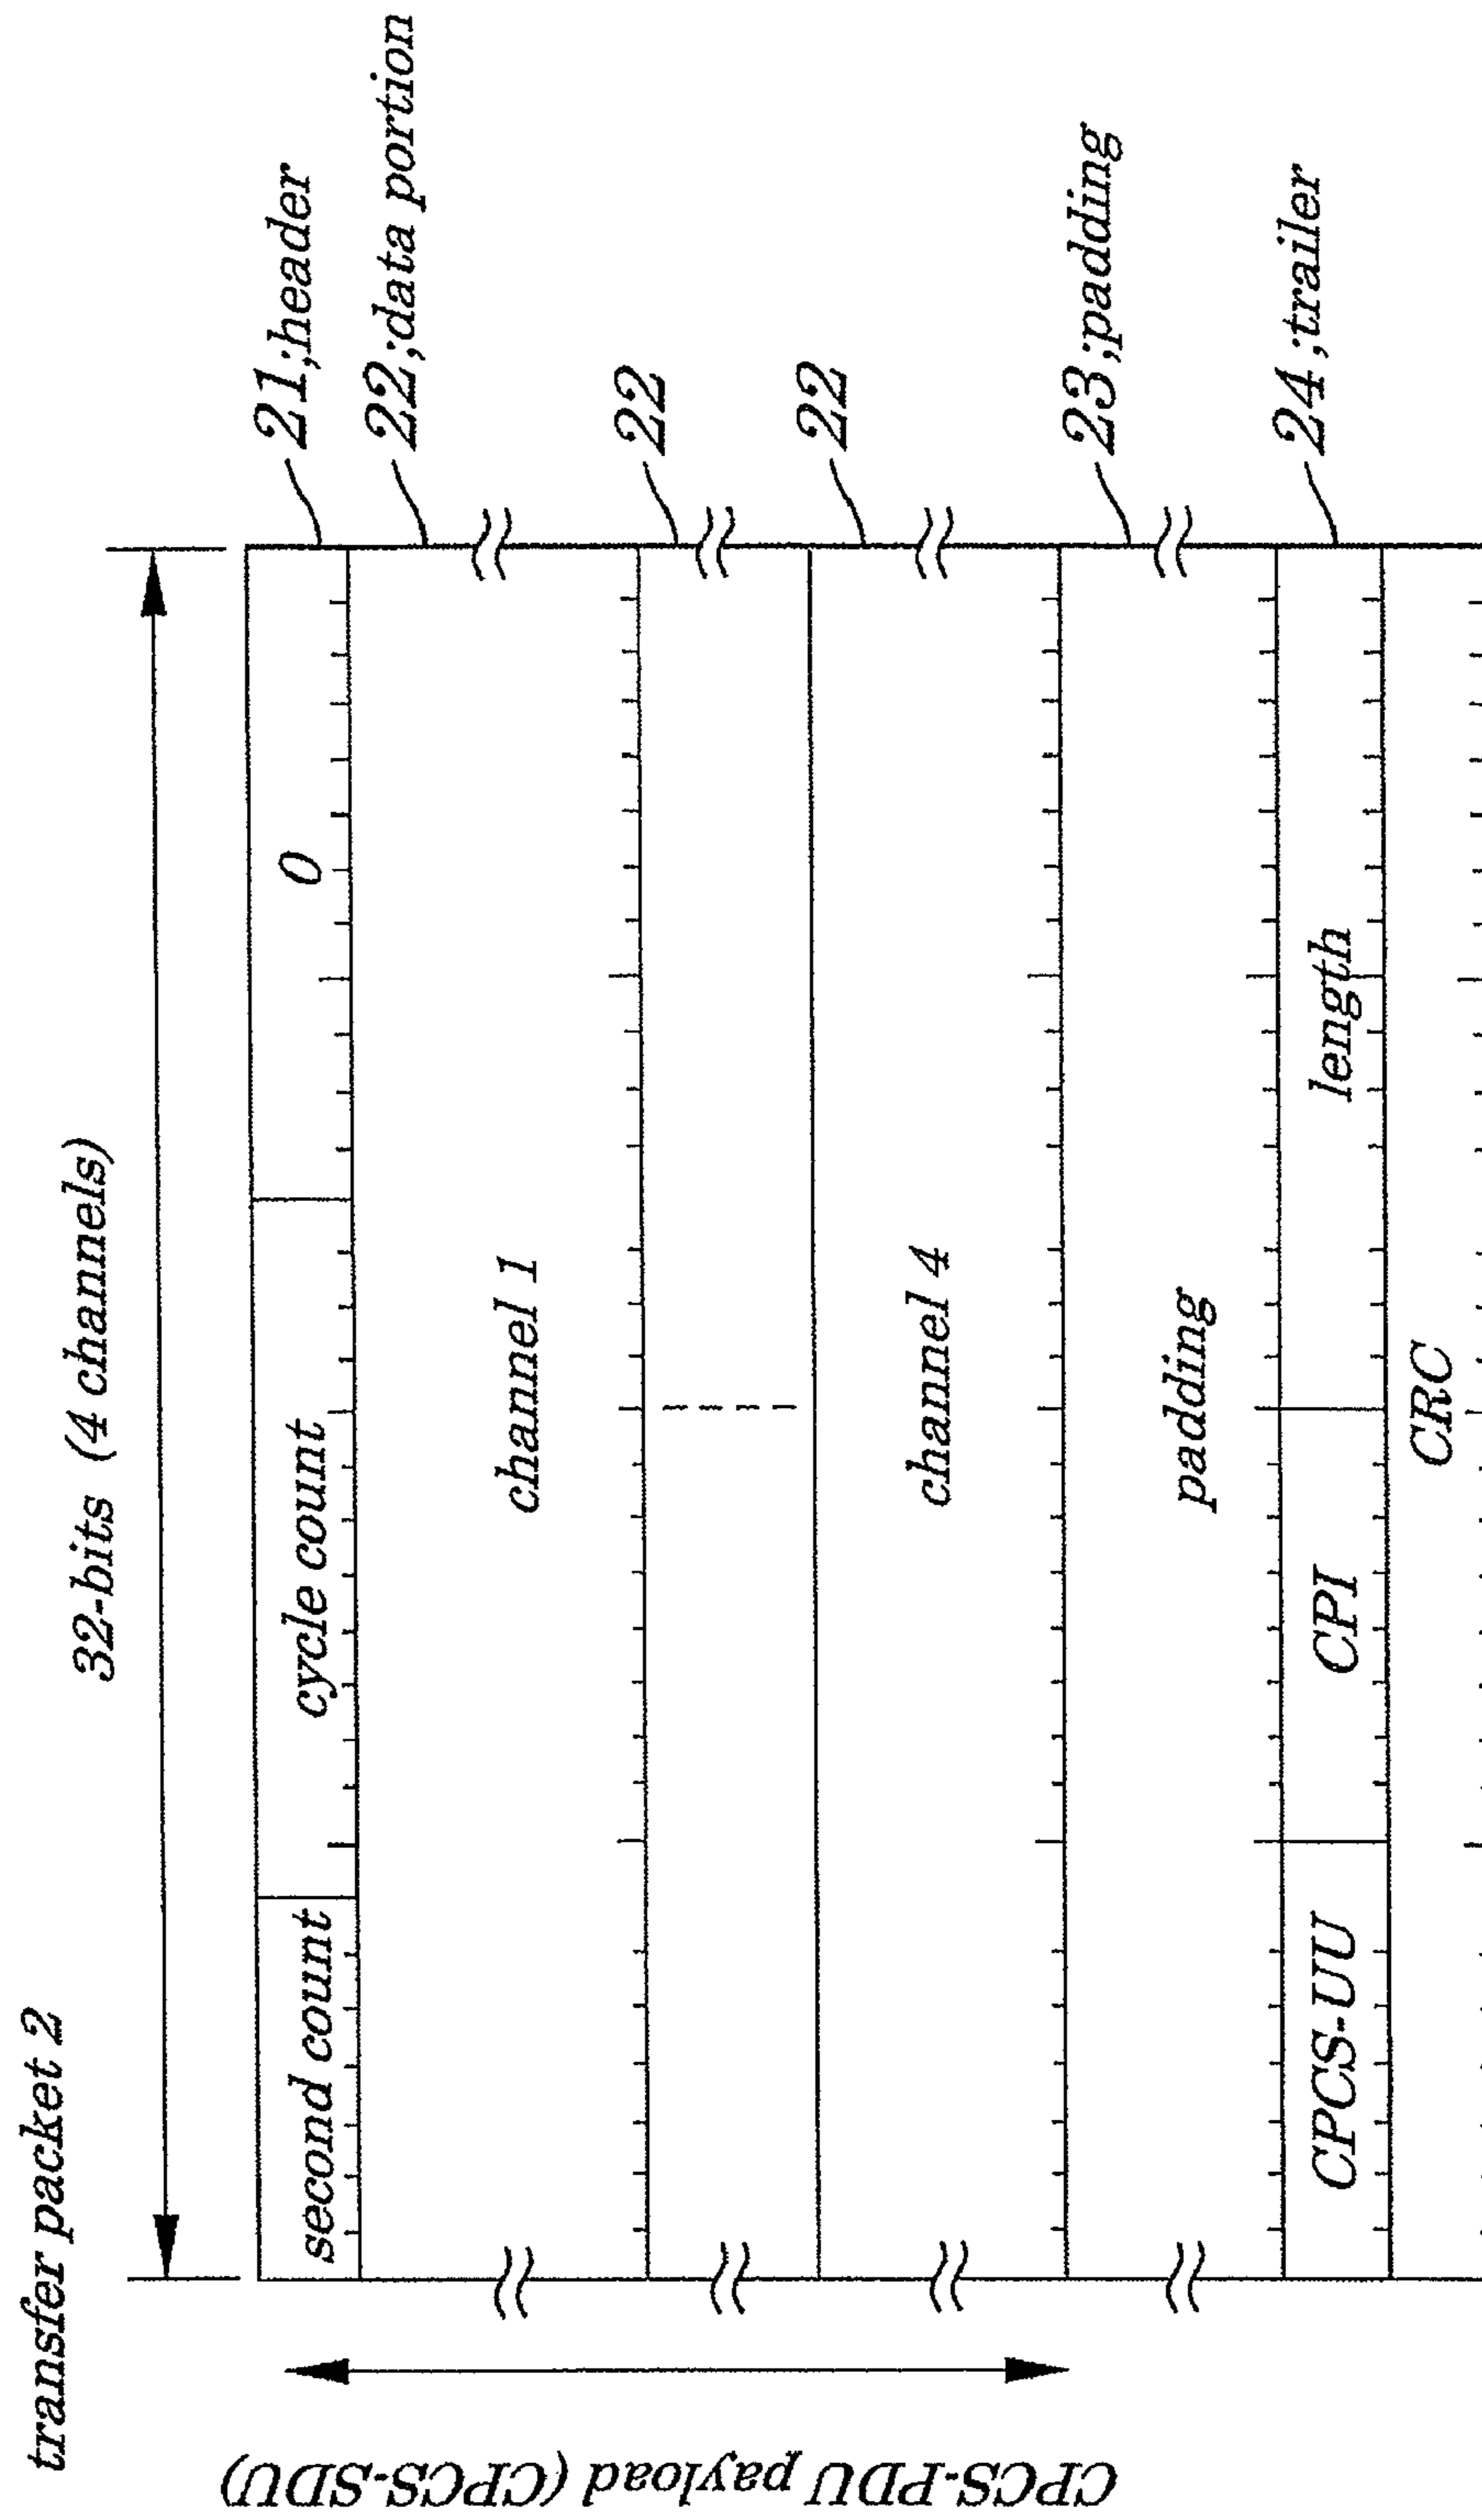 transfer packet 2
32-bits (4 channels)
second count
cycle count
0
21;header
22;data portion
channel 1
22
22
channel 4
padding
23;padding
CPCS-UU
CPI
length
24;trailer
CRC
CPCS-PDU payload (CPCS-SDU)